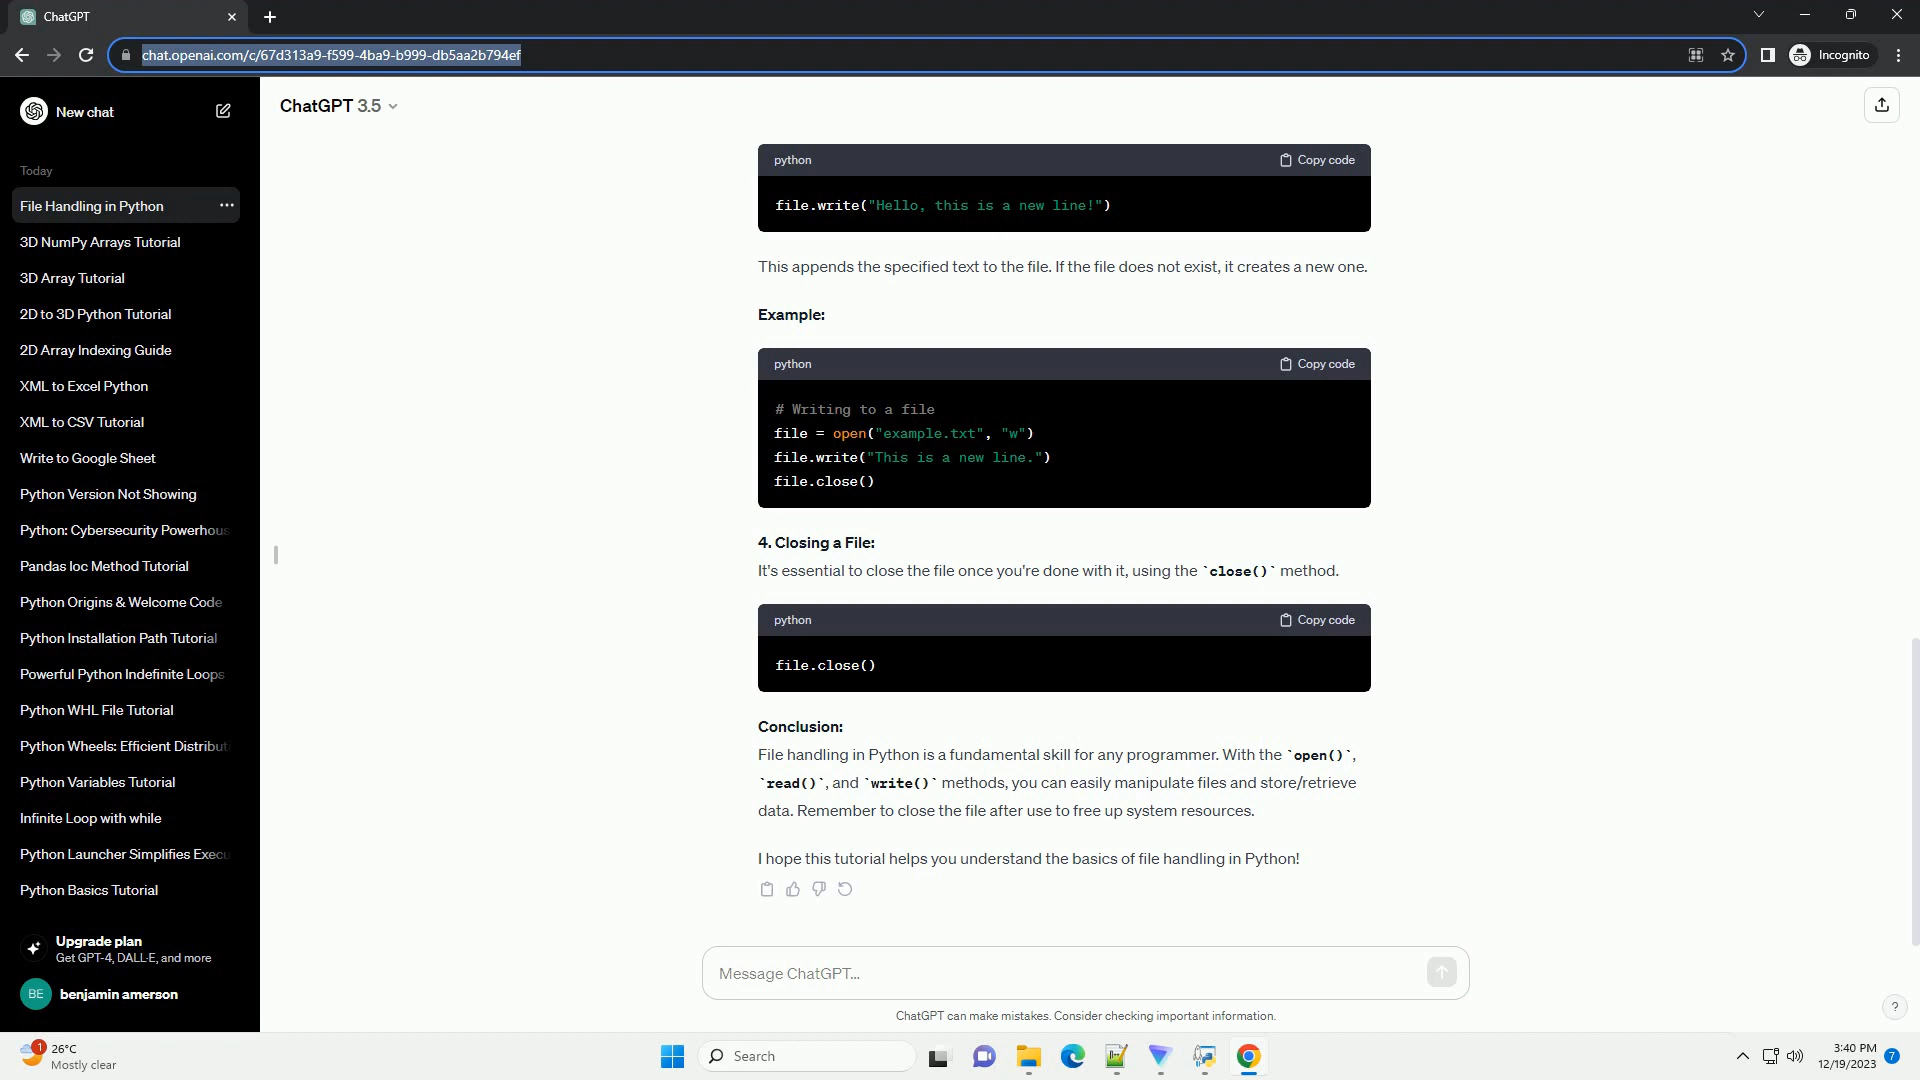 ChatGPT
chat.openai.com/c/67d313a9-f599-4ba9-b999-db5aa2b794ef
Incognito
New chat
Today
File Handling in Python
3D NumPy Arrays Tutorial
3D Array Tutorial
2D to 3D Python Tutorial
2D Array Indexing Guide
XML to Excel Python
XML to CSV Tutorial
Write to Google Sheet
Python Version Not Showing
Python: Cybersecurity Powerhous
Pandas loc Method Tutorial
Python Origins & Welcome Code
Python Installation Path Tutorial
Powerful Python Indefinite Loops
Python WHL File Tutorial
Python Wheels: Efficient Distribut
Python Variables Tutorial
Infinite Loop with while
Python Launcher Simplifies Execu
Python Basics Tutorial
Upgrade plan
Get GPT-4, DALL·E, and more
BE
benjamin amerson
ChatGPT 3.5
python
Copy code
file.write("Hello, this is a new line!")
This appends the specified text to the file. If the file does not exist, it creates a new one.
Example:
python
Copy code
# Writing to a file
file = open("example.txt", "w")
file.write("This is a new line.")
file.close()
4. Closing a File:
It's essential to close the file once you're done with it, using the `close()` method.
python
Copy code
file.close()
Conclusion:
File handling in Python is a fundamental skill for any programmer. With the `open()`,
`read()`, and `write()` methods, you can easily manipulate files and store/retrieve
data. Remember to close the file after use to free up system resources.
I hope this tutorial helps you understand the basics of file handling in Python!
Message ChatGPT...
ChatGPT can make mistakes. Consider checking important information.
?
1
26°C
Mostly clear
Search
3:40 PM
12/19/2023
7